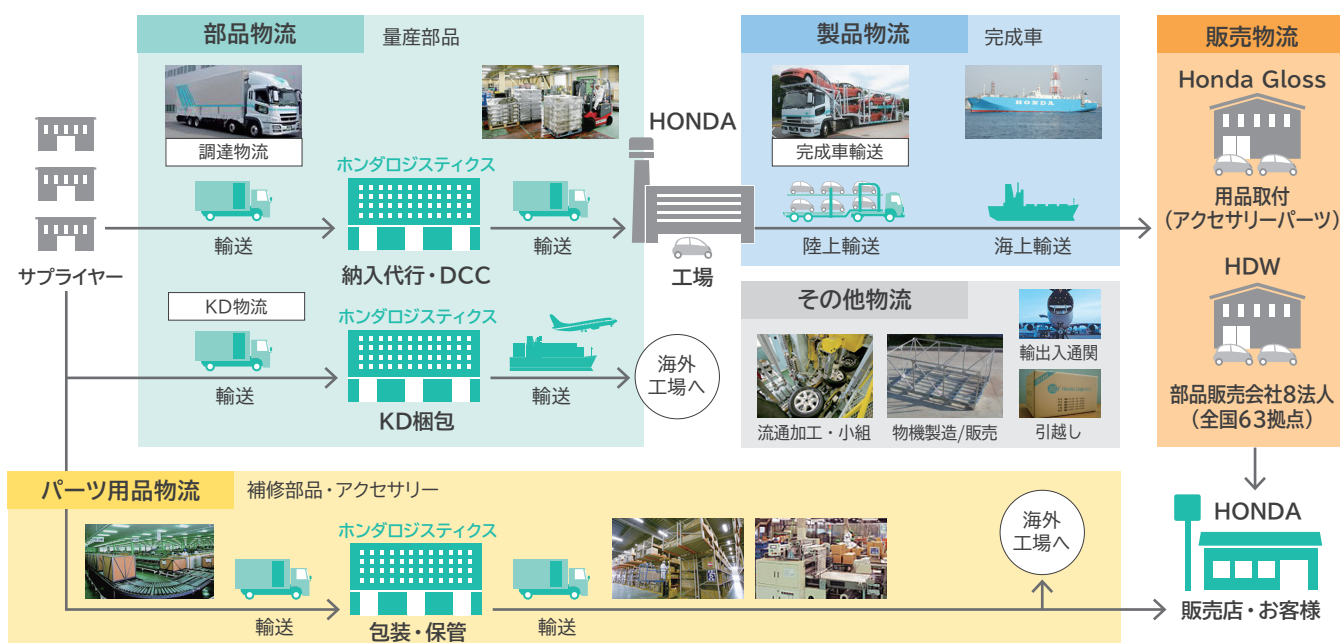 部品物流
量産部品
調達物流
サプライヤー
輸送
ホンダロジスティクス
納入代行・DCC
輸送
HONDA
工場
KD物流
輸送
ホンダロジスティクス
KD梱包
輸送
海外
工場へ
製品物流
完成車
HONDA
完成車輸送
陸上輸送
海上輸送
その他物流
流通加工・小組
物機製造/販売
輸出入通関
引越し
販売物流
Honda Gloss
用品取付
(アクセサリーパーツ)
HDW
部品販売会社8法人
(全国63拠点)
HONDA
販売店・お客様
パーツ用品物流
補修部品・アクセサリー
輸送
ホンダロジスティクス
包装・保管
輸送
海外
工場へ